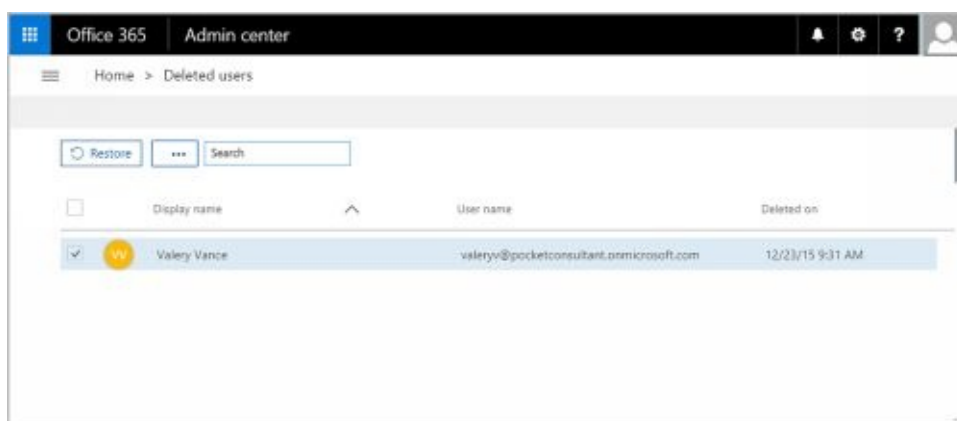 Office 365 Admin center ?
Home > Deleted users
Restore ... Search
Display name User name Deleted on
VV Valery Vance valeryv@pocketconsultant.onmicrosoft.com 12/23/15 9:31 AM